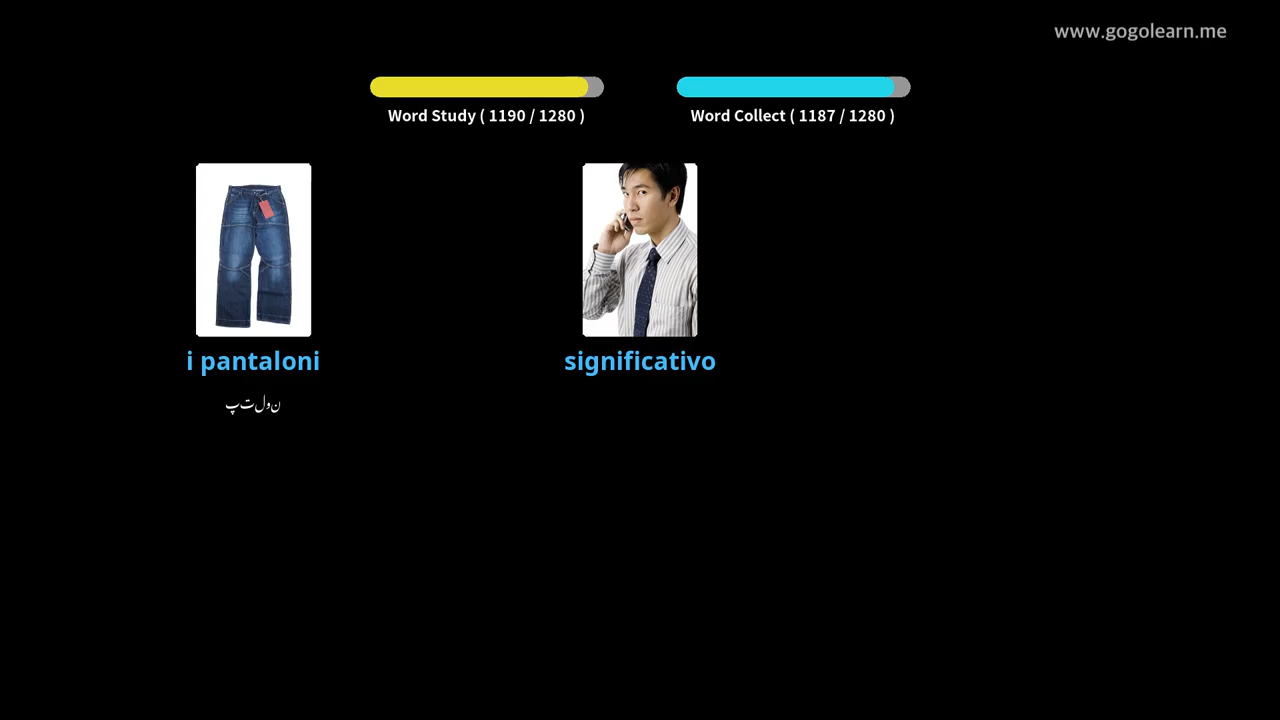 www.gogolearn.me
Word Study ( 1190 / 1280 )
Word Collect ( 1187 / 1280 )
i pantaloni
significativo
پتلون